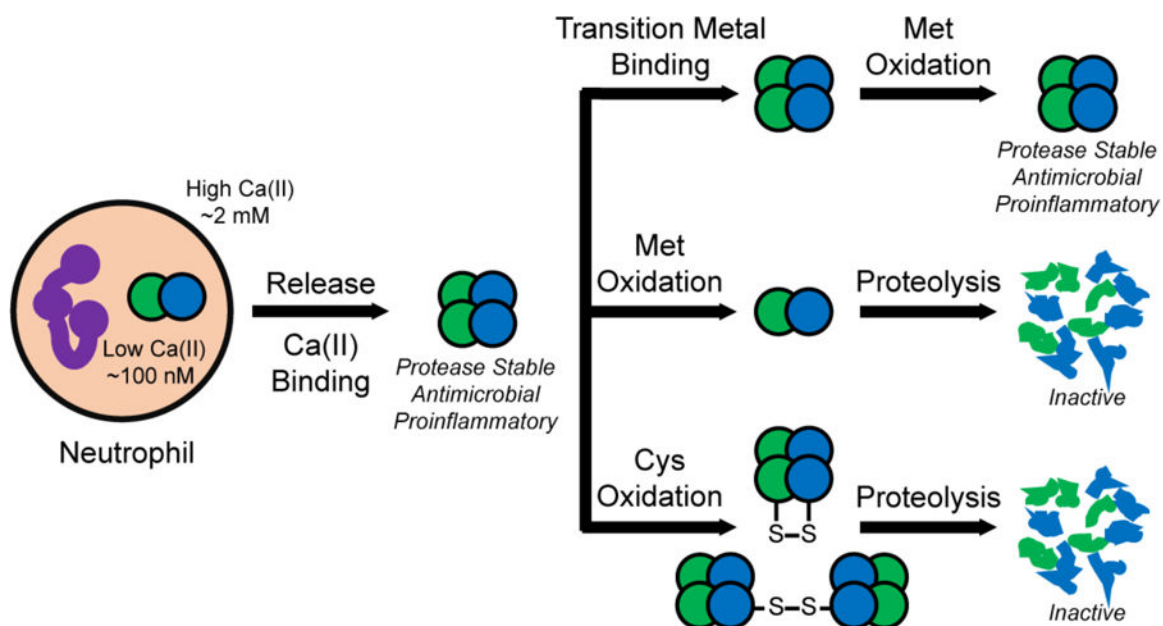 High Ca(II)
~2 mM
Low Ca(II)
~100 nM
Neutrophil
Release
Ca(II)
Binding
Protease Stable
Antimicrobial
Proinflammatory
Transition Metal
Binding
Met
Oxidation
Protease Stable
Antimicrobial
Proinflammatory
Met
Oxidation
Proteolysis
Inactive
Cys
Oxidation
S–S
Proteolysis
S–S
Inactive